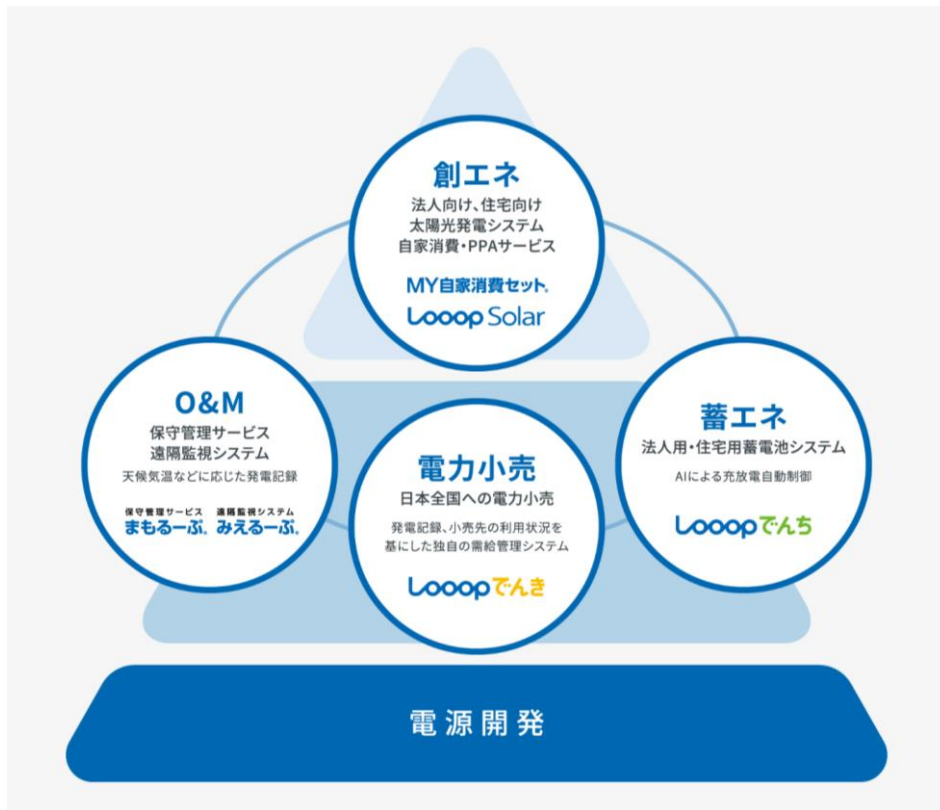 創エネ
法人向け、住宅向け
太陽光発電システム
自家消費・PPAサービス
MY自家消費セット®
Looop Solar
O&M
保守管理サービス
遠隔監視システム
天候気温などに応じた発電記録
保守管理サービス 遠隔監視システム
まもるーぷ® みえるーぷ®
電力小売
日本全国への電力小売
発電記録、小売先の利用状況を
基にした独自の需給管理システム
Looopでんき
蓄エネ
法人用・住宅用蓄電池システム
AIによる充放電自動制御
Looopでんち
電源開発